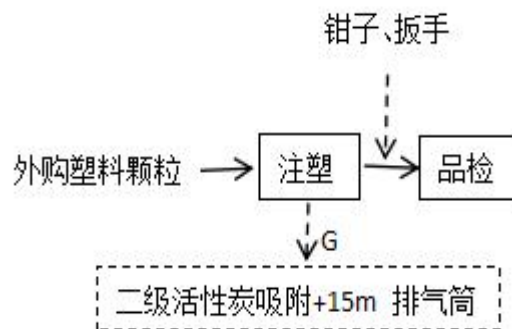 钳子、扳手
外购塑料颗粒
注塑
品检
G
二级活性炭吸附+15m 排气筒